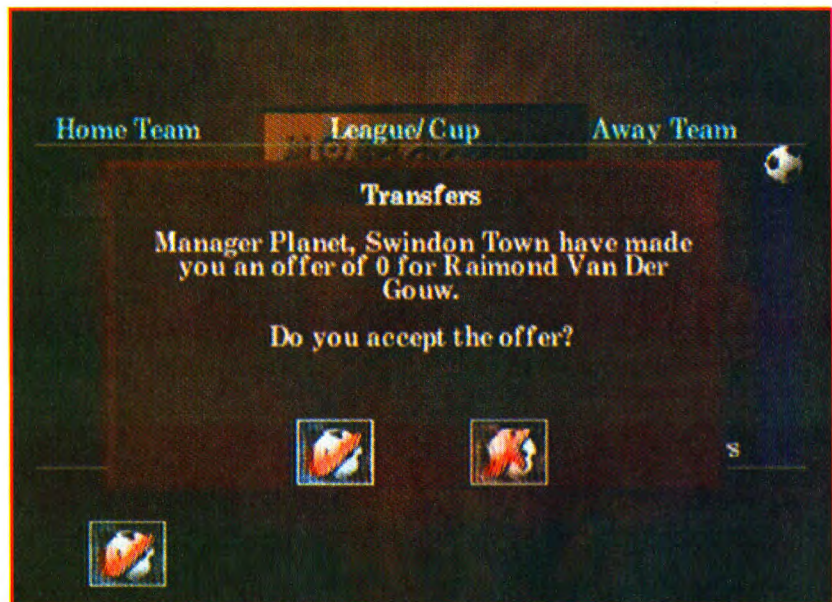 Home Team League/Cup Away Team
Transfers
Manager Planet, Swindon Town have made
you an offer of 0 for Raimond Van Der
Gouw.
Do you accept the offer?
s